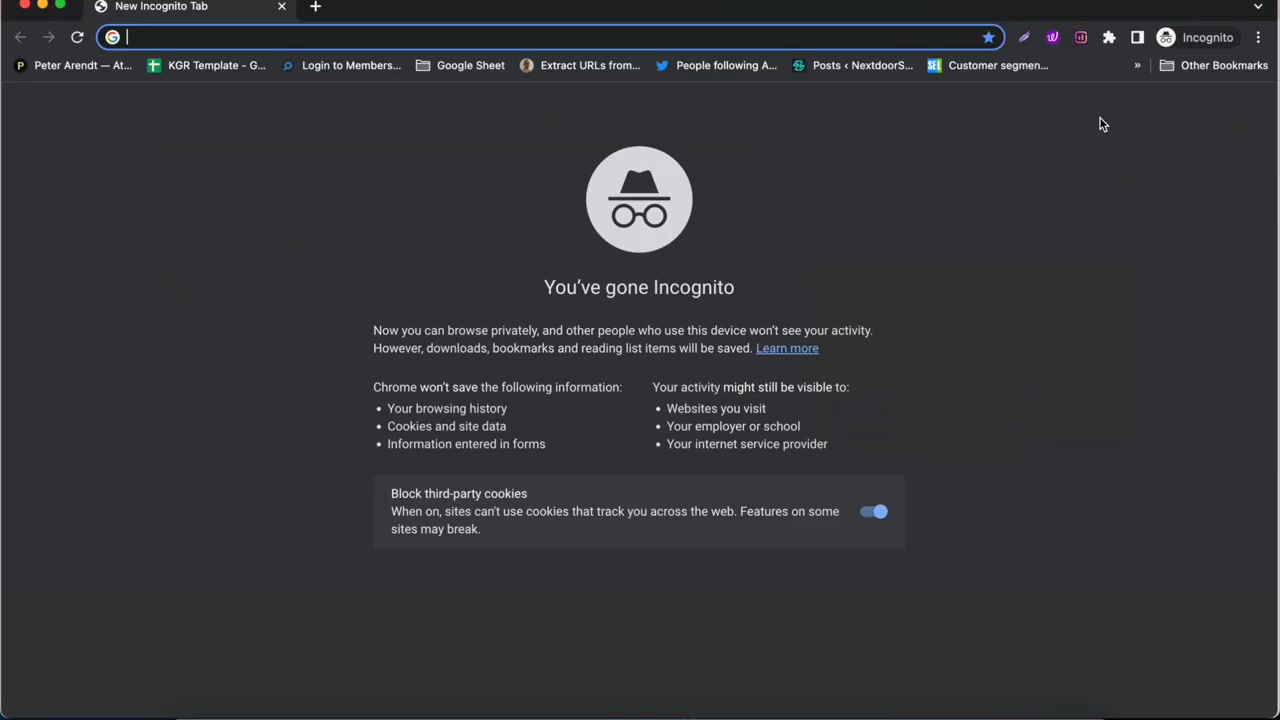 New Incognito Tab
Incognito
Peter Arendt — At...
KGR Template - G...
Login to Members...
Google Sheet
Extract URLs from...
People following A...
Posts ‹ NextdoorS...
SEL
Customer segmen...
»
Other Bookmarks
You've gone Incognito
Now you can browse privately, and other people who use this device won't see your activity.
However, downloads, bookmarks and reading list items will be saved. Learn more
Chrome won't save the following information:
• Your browsing history
• Cookies and site data
• Information entered in forms
Your activity might still be visible to:
• Websites you visit
• Your employer or school
• Your internet service provider
Block third-party cookies
When on, sites can't use cookies that track you across the web. Features on some
sites may break.